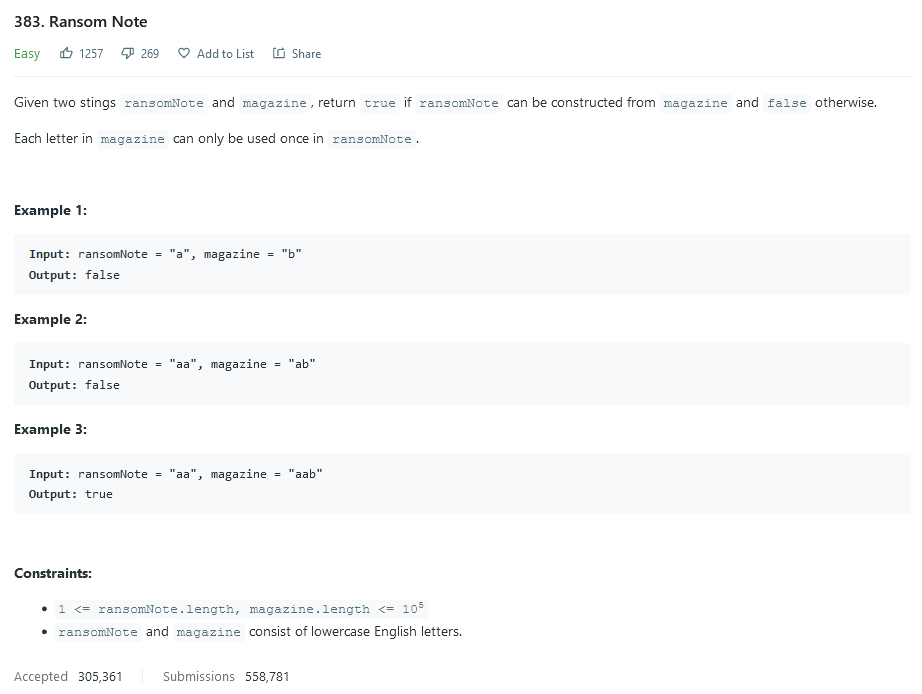 383. Ransom Note
Easy 1257 269 Add to List Share
Given two stings ransomNote and magazine, return true if ransomNote can be constructed from magazine and false otherwise.
Each letter in magazine can only be used once in ransomNote.
Example 1:
Input: ransomNote = "a", magazine = "b"
Output: false
Example 2:
Input: ransomNote = "aa", magazine = "ab"
Output: false
Example 3:
Input: ransomNote = "aa", magazine = "aab"
Output: true
Constraints:
• 1 <= ransomNote.length, magazine.length <= 10⁵
• ransomNote and magazine consist of lowercase English letters.
Accepted 305,361 Submissions 558,781